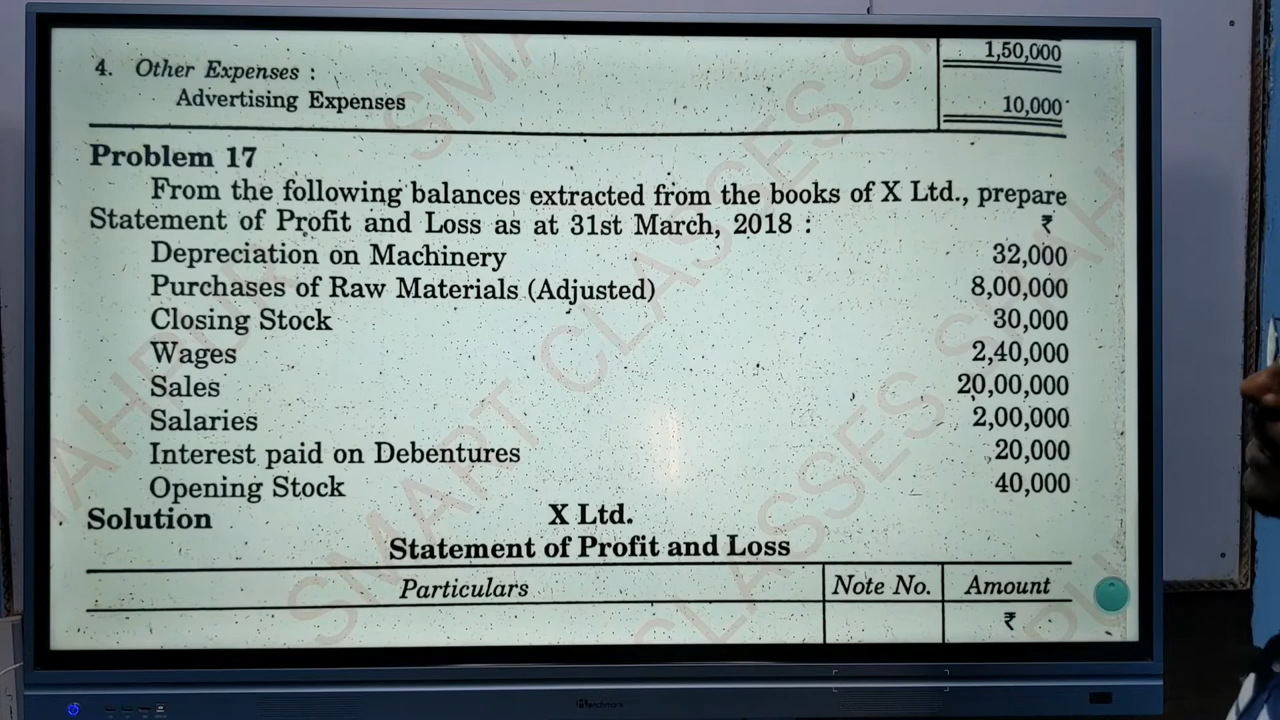 1,50,000
4. Other Expenses :
Advertising Expenses 10,000
Problem 17
From the following balances extracted from the books of X Ltd., prepare
Statement of Profit and Loss as at 31st March, 2018 : ₹
Depreciation on Machinery 32,000
Purchases of Raw Materials (Adjusted) 8,00,000
Closing Stock 30,000
Wages 2,40,000
Sales 20,00,000
Salaries 2,00,000
Interest paid on Debentures 20,000
Opening Stock 40,000
Solution X Ltd.
Statement of Profit and Loss
Particulars Note No. Amount
₹
SMART CLASSES
Benchmark